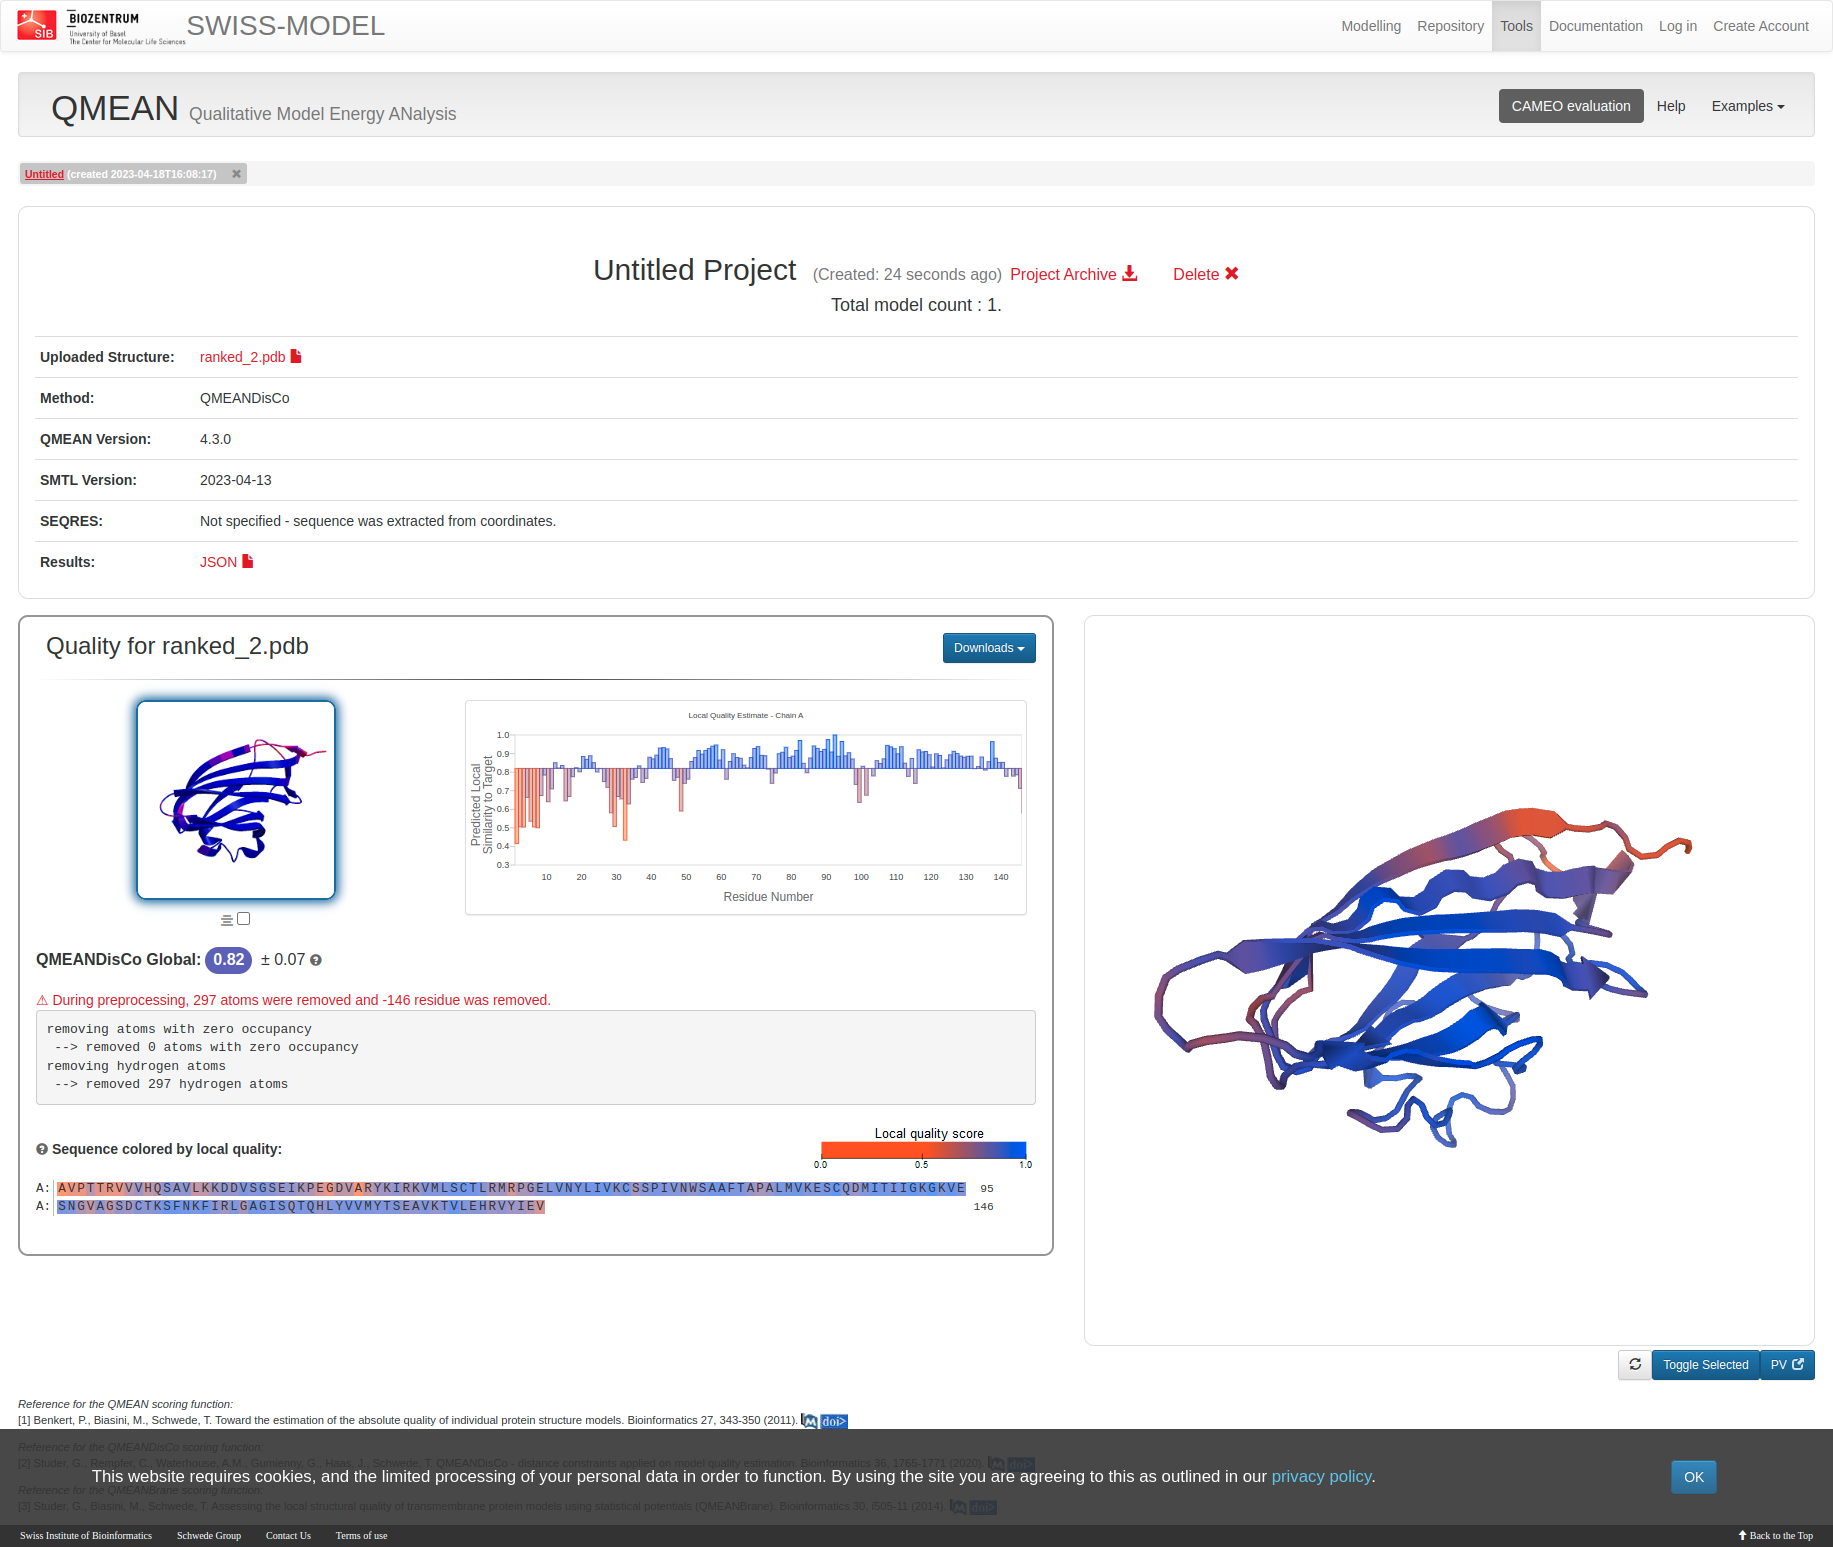 SIB
BIOZENTRUM
University of Basel
The Center for Molecular Life Sciences
SWISS-MODEL
Modelling Repository Tools Documentation Log in Create Account
QMEAN Qualitative Model Energy ANalysis
CAMEO evaluation Help Examples
Untitled (created 2023-04-18T16:08:17) ✖
Untitled Project (Created: 24 seconds ago) Project Archive Delete ✖
Total model count : 1.
Uploaded Structure: ranked_2.pdb
Method: QMEANDisCo
QMEAN Version: 4.3.0
SMTL Version: 2023-04-13
SEQRES: Not specified - sequence was extracted from coordinates.
Results: JSON
Quality for ranked_2.pdb
Downloads
Local Quality Estimate - Chain A
Predicted Local
Similarity to Target
1.0
0.9
0.8
0.7
0.6
0.5
0.4
0.3
10 20 30 40 50 60 70 80 90 100 110 120 130 140
Residue Number
QMEANDisCo Global: 0.82 ± 0.07
⚠ During preprocessing, 297 atoms were removed and -146 residue was removed.
removing atoms with zero occupancy
--> removed 0 atoms with zero occupancy
removing hydrogen atoms
--> removed 297 hydrogen atoms
Sequence colored by local quality:
Local quality score
0.0 0.5 1.0
A: AVPTTRVVVHQSAVLKKDDVSGSEIKPEGDVARYKIRKVMLSCTLRMRPGELVNYLIVKCSSPIVNWSAAFTAPALMVKESCQDMITIIGKGKVE 95
A: SNGVAGSDCTKSFNKFIRLGAGISQTQHLYVVMYTSEAVKTVLEHRVYIEV 146
Toggle Selected PV
Reference for the QMEAN scoring function:
[1] Benkert, P., Biasini, M., Schwede, T. Toward the estimation of the absolute quality of individual protein structure models. Bioinformatics 27, 343-350 (2011). M doi>
Reference for the QMEANDisCo scoring function:
[2] Studer, G., Rempfer, C., Waterhouse, A.M., Gumienny, G., Haas, J., Schwede, T. QMEANDisCo - distance constraints applied on model quality estimation. Bioinformatics 36, 1765-1771 (2020). M doi>
This website requires cookies, and the limited processing of your personal data in order to function. By using the site you are agreeing to this as outlined in our privacy policy. OK
Reference for the QMEANBrane scoring function:
[3] Studer, G., Biasini, M., Schwede, T. Assessing the local structural quality of transmembrane protein models using statistical potentials (QMEANBrane). Bioinformatics 30, i505-11 (2014). M doi>
Swiss Institute of Bioinformatics Schwede Group Contact Us Terms of use Back to the Top